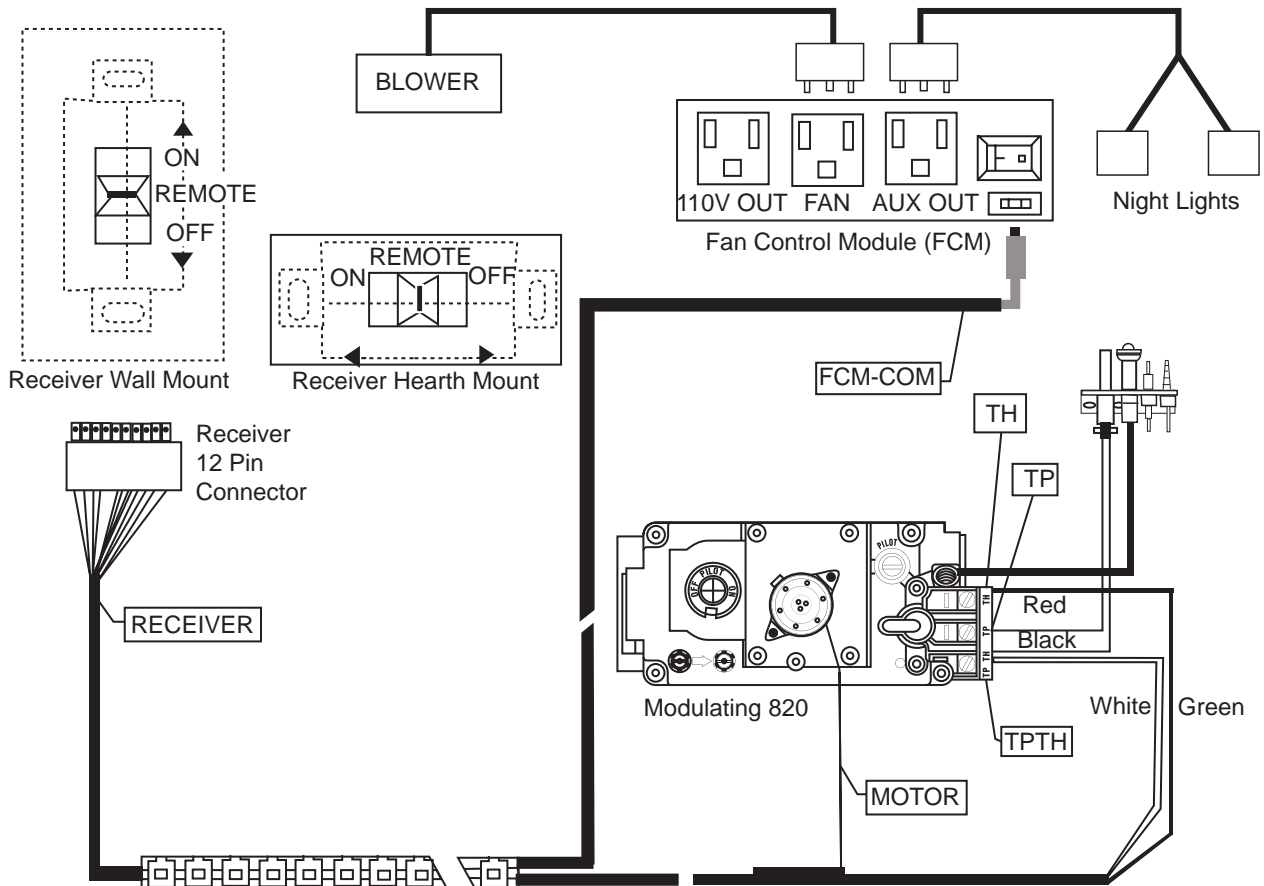 BLOWER
ON
REMOTE
OFF
110V OUT FAN AUX OUT
Fan Control Module (FCM)
Night Lights
REMOTE
ON OFF
Receiver Wall Mount
Receiver Hearth Mount
FCM-COM
Receiver
12 Pin
Connector
TH
TP
RECEIVER
OFF PILOT ON
PILOT
TH
TP
TP TH
Red
Black
Modulating 820
White
Green
TPTH
MOTOR